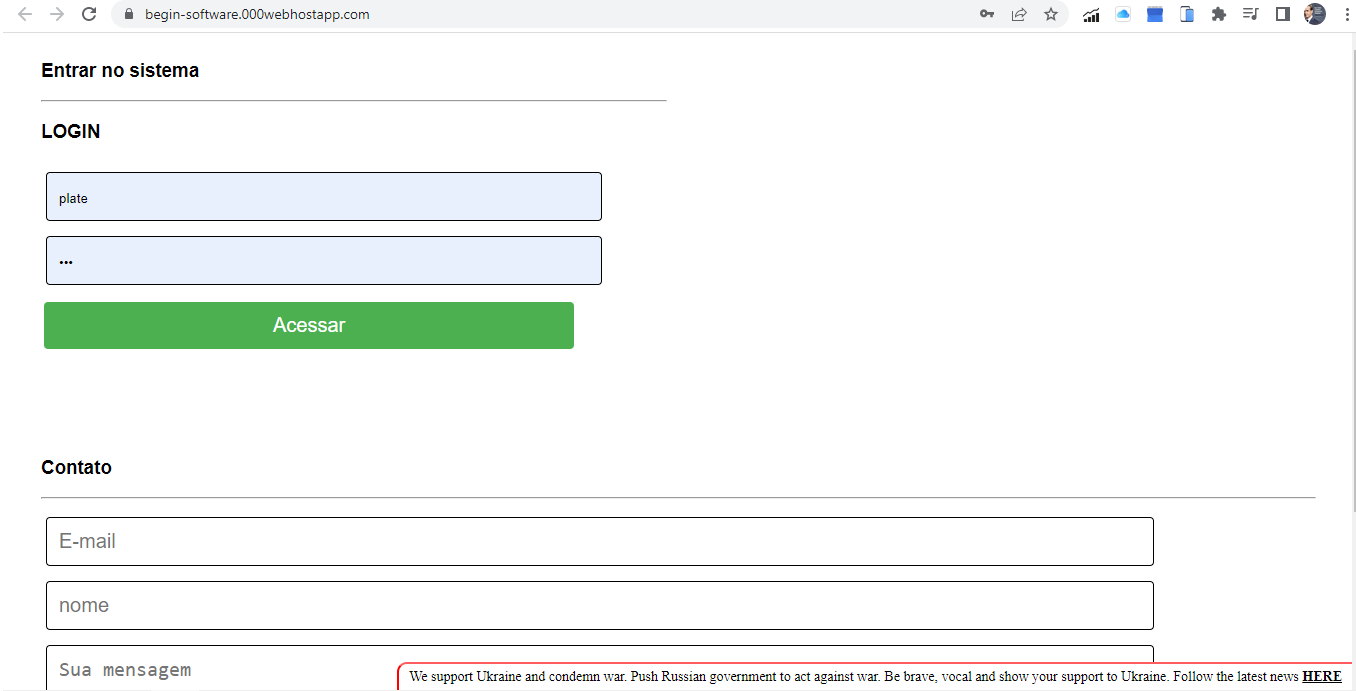 begin-software.000webhostapp.com
Entrar no sistema
LOGIN
plate
•••
Acessar
Contato
E-mail
nome
Sua mensagem
We support Ukraine and condemn war. Push Russian government to act against war. Be brave, vocal and show your support to Ukraine. Follow the latest news HERE